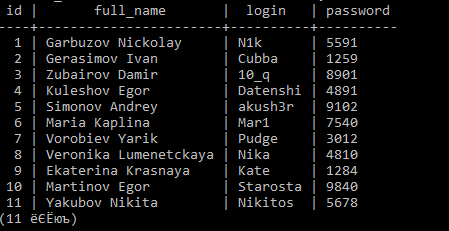 id | full_name | login | password
----+----------------------+----------+----------
1 | Garbuzov Nickolay | N1k | 5591
2 | Gerasimov Ivan | Cubba | 1259
3 | Zubairov Damir | 10_q | 8901
4 | Kuleshov Egor | Datenshi | 4891
5 | Simonov Andrey | akush3r | 9102
6 | Maria Kaplina | Mar1 | 7540
7 | Vorobiev Yarik | Pudge | 3012
8 | Veronika Lumenetckaya | Nika | 4810
9 | Ekaterina Krasnaya | Kate | 1284
10 | Martinov Egor | Starosta | 9840
11 | Yakubov Nikita | Nikitos | 5678
(11 ёЄЁюъ)